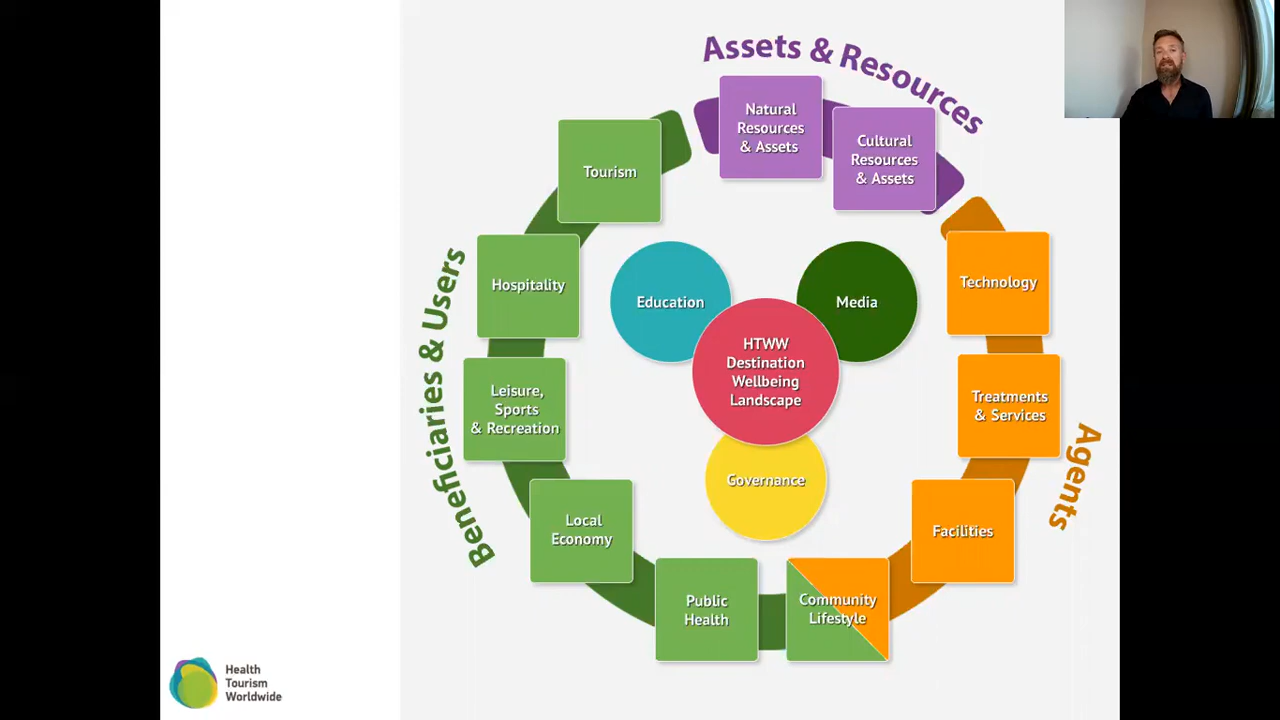 Assets & Resources
Natural
Resources
& Assets
Cultural
Resources
& Assets
Tourism
Hospitality
Technology
Education
Media
HTWW
Destination
Wellbeing
Landscape
Beneficiaries & Users
Leisure,
Sports
& Recreation
Treatments
& Services
Agents
Governance
Local
Economy
Facilities
Public
Health
Community
Lifestyle
Health
Tourism
Worldwide